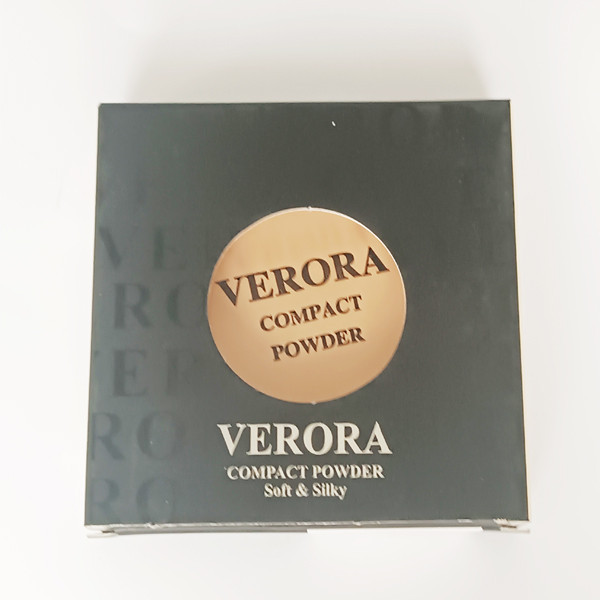 VERORA
COMPACT
POWDER
VERORA
COMPACT POWDER
Soft & Silky